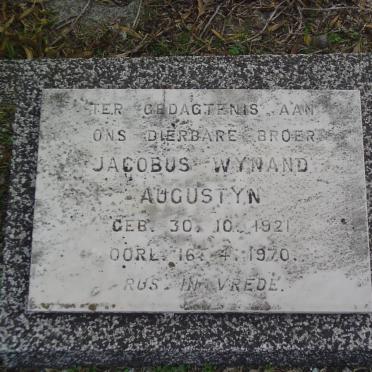 TER GEDAGTENIS AAN
ONS DIERBARE BROER
JACOBUS WYNAND
AUGUSTYN
GEB. 30. 10. 1921
OORL. 16. 4. 1970.
RUS IN VREDE.